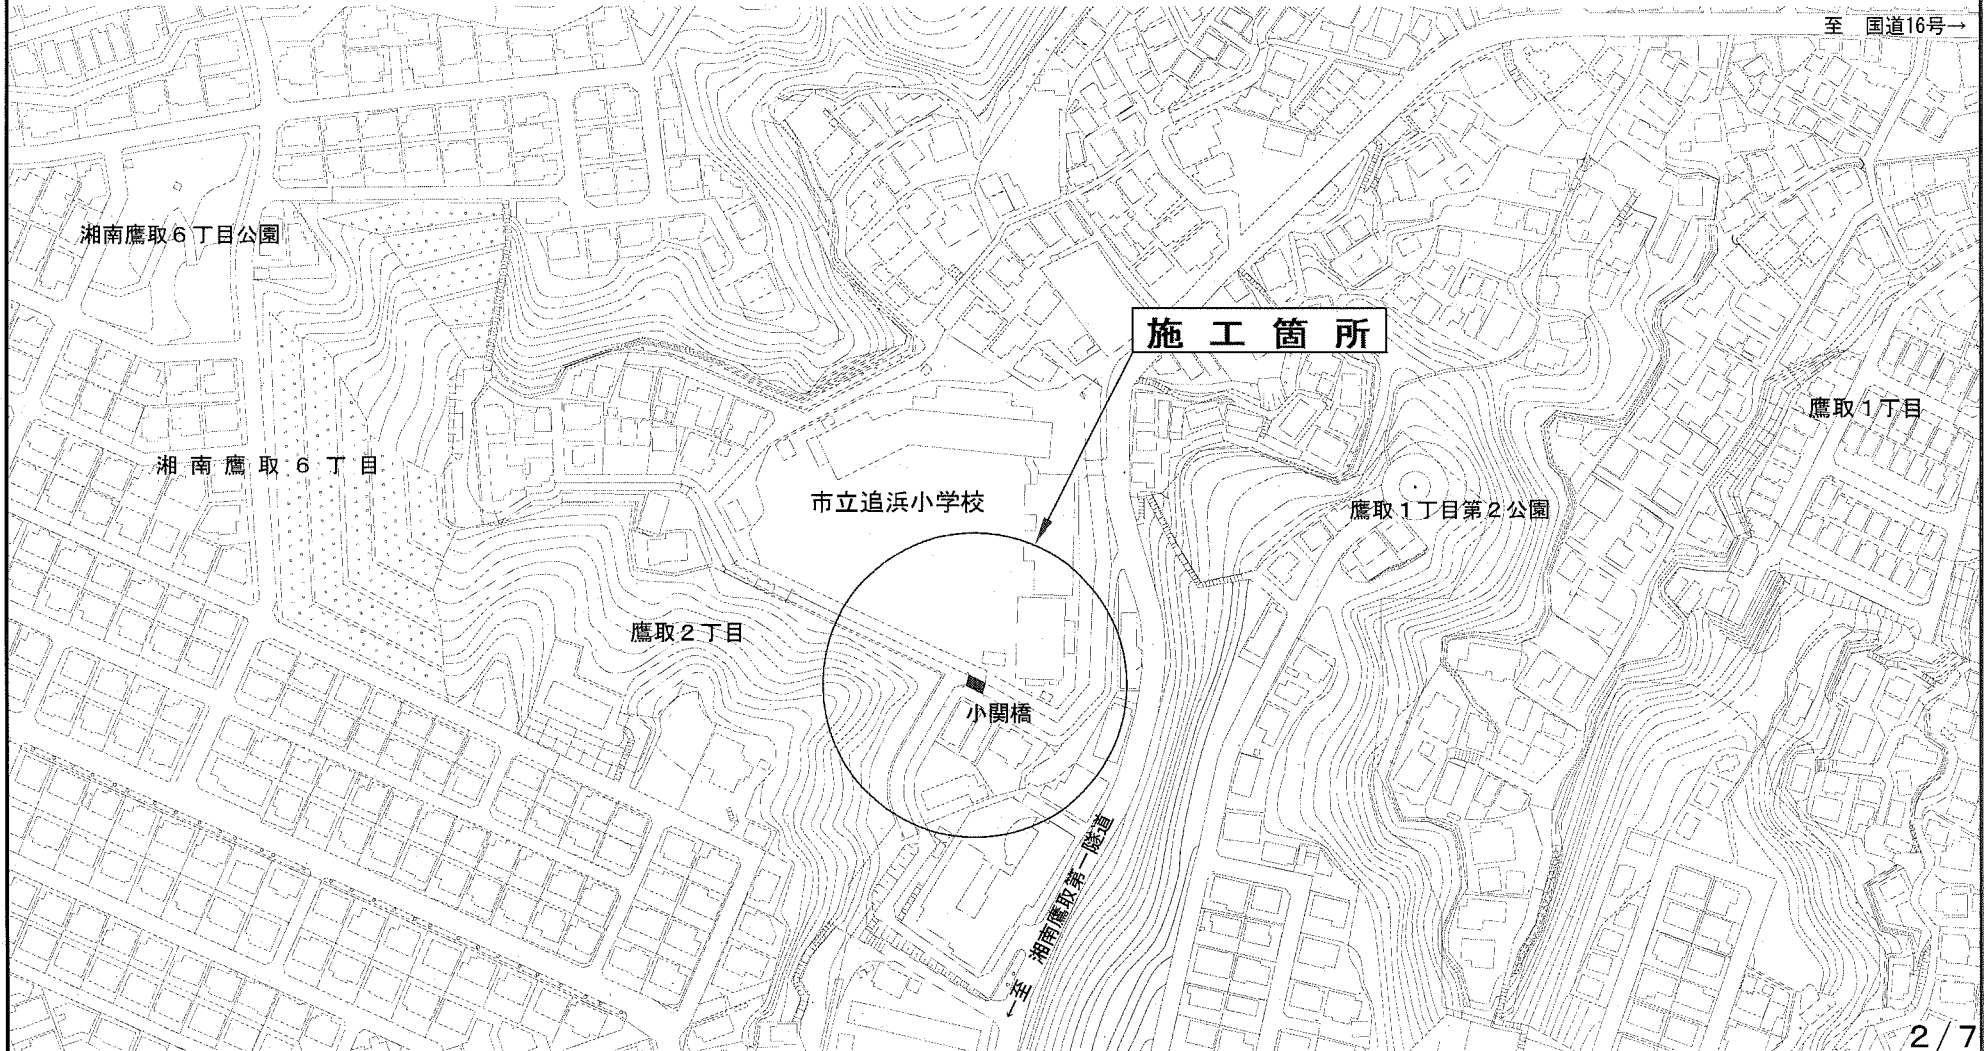 至　国道16号→
湘南鷹取６丁目公園
施工箇所
鷹取１丁目
湘南鷹取６丁目
市立追浜小学校
鷹取１丁目第２公園
鷹取２丁目
小関橋
←至　湘南鷹取第一隧道
2/7